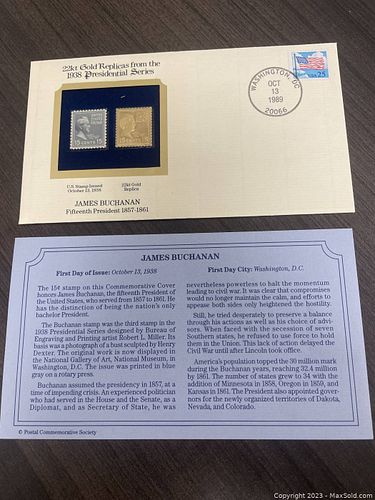 22kt Gold Replicas from the
1938 Presidential Series
WASHINGTON, DC
OCT
13
1989
20066
USA 25
15 CENTS 15
U.S Stamp Issued
October 13, 1938
22kt Gold
Replica
JAMES BUCHANAN
Fifteenth President 1857-1861
JAMES BUCHANAN
First Day of Issue: October 13, 1938
The 15¢ stamp on this Commemorative Cover
honors James Buchanan, the fifteenth President of
the United States, who served from 1857 to 1861. He
has the distinction of being the nation's only
bachelor President.
The Buchanan stamp was the third stamp in the
1938 Presidential Series designed by Bureau of
Engraving and Printing artist Robert L. Miller. Its
basis was a photograph of a bust sculpted by Henry
Dexter. The original work is now displayed in
the National Gallery of Art, National Museum, in
Washington, D.C. The issue was printed in blue
gray on a rotary press.
Buchanan assumed the presidency in 1857, at a
time of impending crisis. An experienced politician
who had served in the House and the Senate, as a
Diplomat, and as Secretary of State, he was
First Day City: Washington, D.C.
nevertheless powerless to halt the momentum
leading to civil war. It was clear that compromises
would no longer maintain the calm, and efforts to
appease both sides only heightened the hostility.
Still, he tried desperately to preserve a balance
through his actions as well as his choice of advi-
sors. When faced with the secession of seven
Southern states, he refused to use force to hold
them in the Union. This lack of action delayed the
Civil War until after Lincoln took office.
America's population topped the 30 million mark
during the Buchanan years, reaching 32.4 million
by 1861. The number of states grew to 34 with the
addition of Minnesota in 1858, Oregon in 1859, and
Kansas in 1861. The President also appointed gover-
nors for the newly organized territories of Dakota,
Nevada, and Colorado.
© Postal Commemorative Society
Copyright 2023 - MaxSold.com